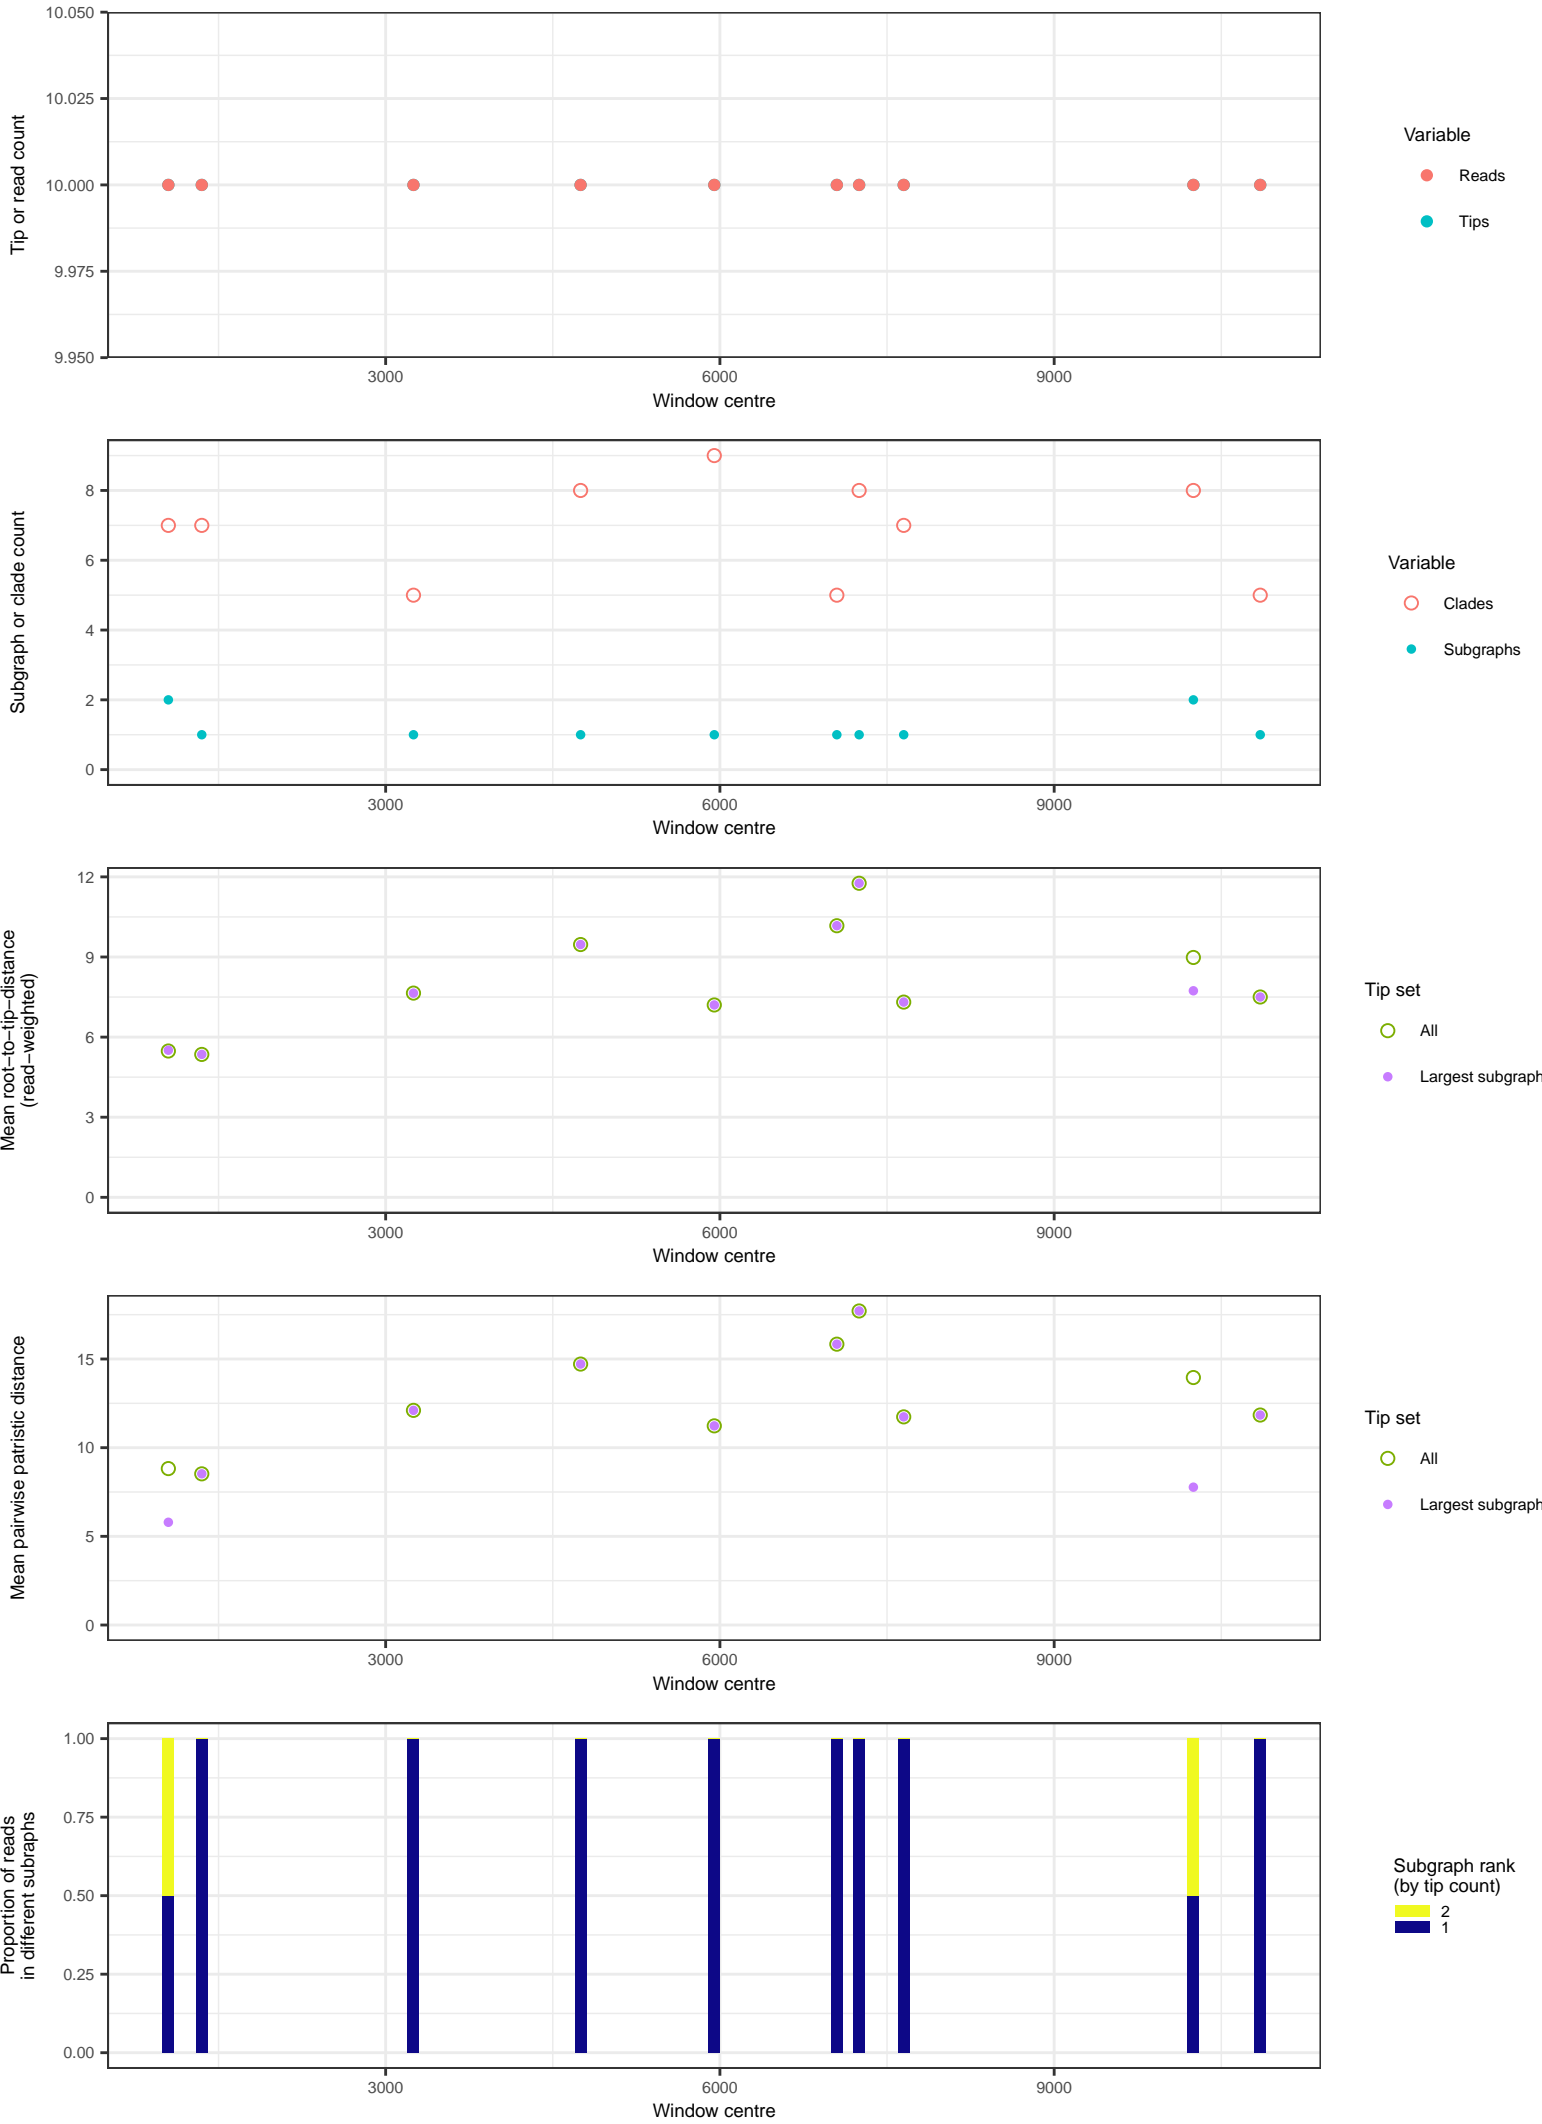 10.050
10.025
10.000
9.975
9.950
Tip or read count
3000
6000
9000
Window centre
Variable
Reads
Tips
8
6
4
2
0
Subgraph or clade count
3000
6000
9000
Window centre
Variable
Clades
Subgraphs
12
9
6
3
0
Mean root−to−tip−distance
(read−weighted)
3000
6000
9000
Window centre
Tip set
All
Largest subgraph
15
10
5
0
Mean pairwise patristic distance
3000
6000
9000
Window centre
Tip set
All
Largest subgraph
1.00
0.75
0.50
0.25
0.00
Proportion of reads
in different subraphs
3000
6000
9000
Window centre
Subgraph rank
(by tip count)
2
1